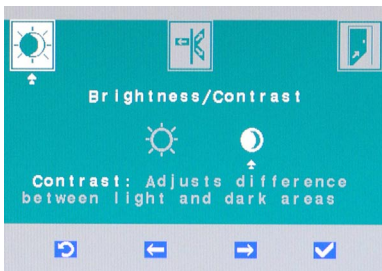 Brightness/Contrast
Contrast: Adjusts difference
between light and dark areas